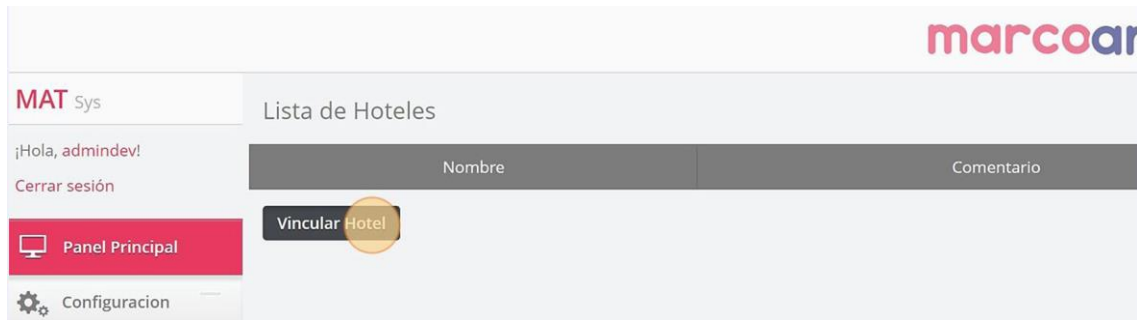 marcoar
MAT Sys
Lista de Hoteles
¡Hola, admindev!
Nombre Comentario
Cerrar sesión
Vincular Hotel
Panel Principal
Configuracion